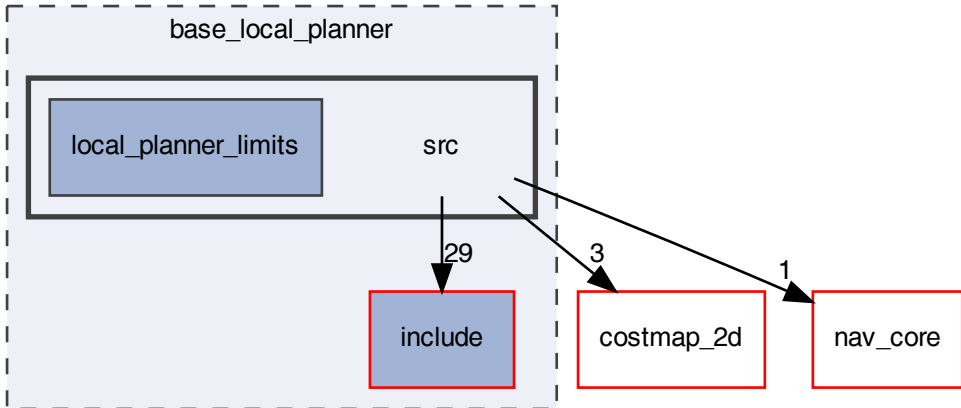 base_local_planner
local_planner_limits
src
29
3
1
include
costmap_2d
nav_core